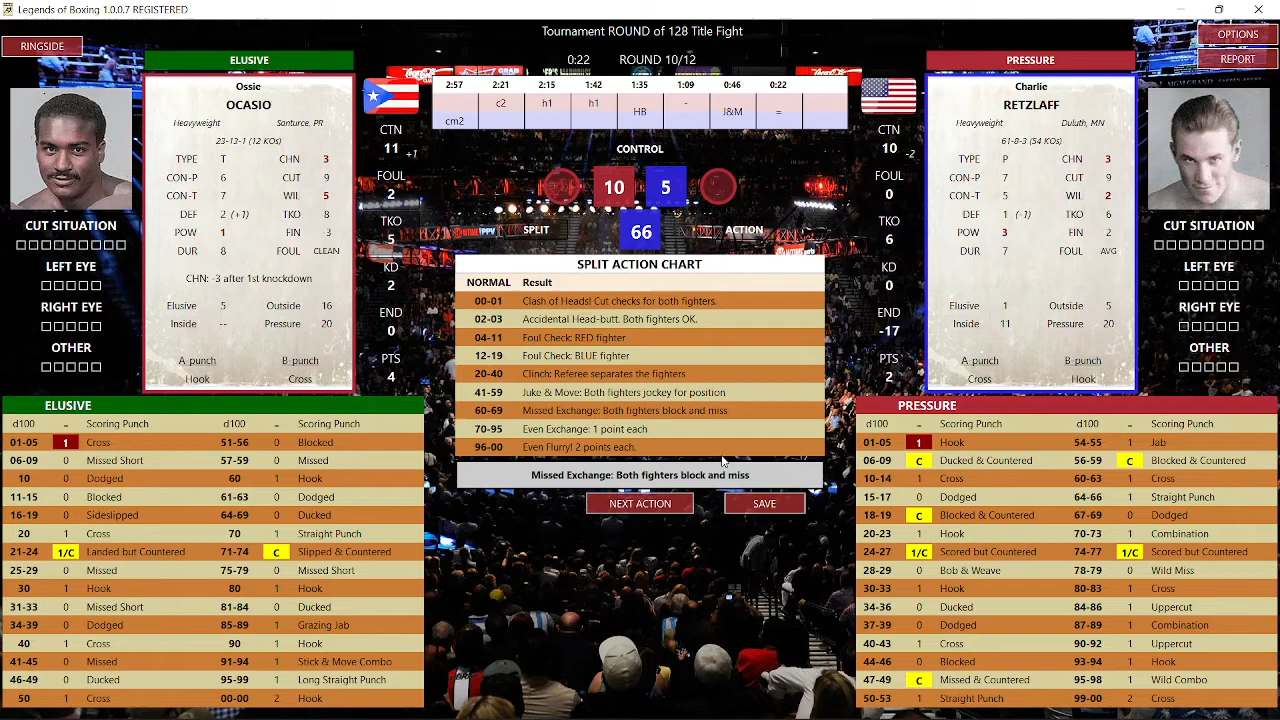 Legends of Boxing 1.0.0.7 REGISTERED
RINGSIDE
Tournament ROUND of 128 Title Fight
0:22 ROUND 10/12
OPTIONS
REPORT
ELUSIVE
Ossie
OCASIO
Heavyweight Santurce, PR
23-13-1 (12 KOs)
TYPE T CHN 3
CON-P 6 CUT 9
CON-T 5 WIL 5
DEF 2 (+1) TKO 8
POW 3 FIN -3
DUR 7 FOUL CLEAN
CHN: -3 after 1st knockdown
Elusive 5 Outside 16
Inside -- Pressure 20
A-punch B-punch
Hook Cross
CUT SITUATION
LEFT EYE
RIGHT EYE
OTHER
CTN
11 +1
FOUL
2
TKO
5
KD
2
END
0
PTS
4
2:57 2:21 2:15 1:42 1:35 1:09 0:46 0:22
c2 h1 h1 HB - J&M =
cm2
CONTROL
10 5
SPLIT 66 ACTION
SPLIT ACTION CHART
NORMAL Result
00-01 Clash of Heads! Cut checks for both fighters.
02-03 Accidental Head-butt. Both fighters OK.
04-11 Foul Check: RED fighter
12-19 Foul Check: BLUE fighter
20-40 Clinch: Referee separates the fighters
41-59 Juke & Move: Both fighters jockey for position
60-69 Missed Exchange: Both fighters block and miss
70-95 Even Exchange: 1 point each
96-00 Even Flurry! 2 points each.
Missed Exchange: Both fighters block and miss
NEXT ACTION SAVE
CTN
10 -2
FOUL
0
TKO
6
KD
0
END
-17
PTS
2
PRESSURE
Charlie
RETZLAFF
Heavyweight Duluth, MN
61-8-3 (54 KOs)
TYPE P CHN 3
CON-P 7 CUT 9
CON-T 7 WIL 2
DEF (-1) TKO
POW FIN 2
DUR 7 FOUL AVG
Elusive 1 Outside 5
Inside 11 Pressure 20
A-punch B-punch
Cross Hook
CUT SITUATION
LEFT EYE
RIGHT EYE
OTHER
ELUSIVE
d100 - Scoring Punch d100 - Scoring Punch
01-05 1 Cross 51-56 0 Blocked
06-09 0 Missed Short 57-59 0 Missed
10 0 Dodged 60 1 Hook
11-15 0 Blocked 61-63 0 Dodged
16-19 0 Sideslipped 64-69 0 Ducked
20 1 Cross 70 1 Straight Punch
21-24 1/C Landed but Countered 71-74 C Slipped & Countered
25-29 0 Missed 75-79 0 Missed Short
30 1 Hook 80 1 Hook
31-33 0 Missed Short 81-84 0 Ducked
34-39 0 Dodged 85-89 1 Grazing Jab
40 1 Cross 90 1 Hook
41-45 0 Missed 91-94 1 Stick & Move Combo
46-49 0 Ducked 95-99 1 Long Straight Punch
50 1 Cross 00-00 2 Hook
PRESSURE
d100 - Scoring Punch d100 - Scoring Punch
01-05 1 Hook 54-55 1 Jab
06-09 C Ducked & Countered 56-59 C Blocked & Countered
10-14 1 Cross 60-63 1 Cross
15-17 0 Dodged 64-66 1 Straight Punch
18-19 C Blocked & Countered 67-69 0 Dodged
20-23 1 Hook 70-73 1 Combination
24-27 1/C Scored but Countered 74-77 1/C Scored but Countered
28-29 0 Bob & Weave 78-79 0 Wild Miss
30-33 1 Hook 80-83 1 Cross
34-36 0 Ducked 84-86 1 Uppercut
37-39 0 Dodged 87-89 1 Combination
40-43 1 Cross 90-92 1 Uppercut
44-46 0 Blocked 93-94 1 Hook
47-49 C Missed & Countered 95-98 1 Wild Combo
50-53 1 Straight Punch 99-00 2 Cross